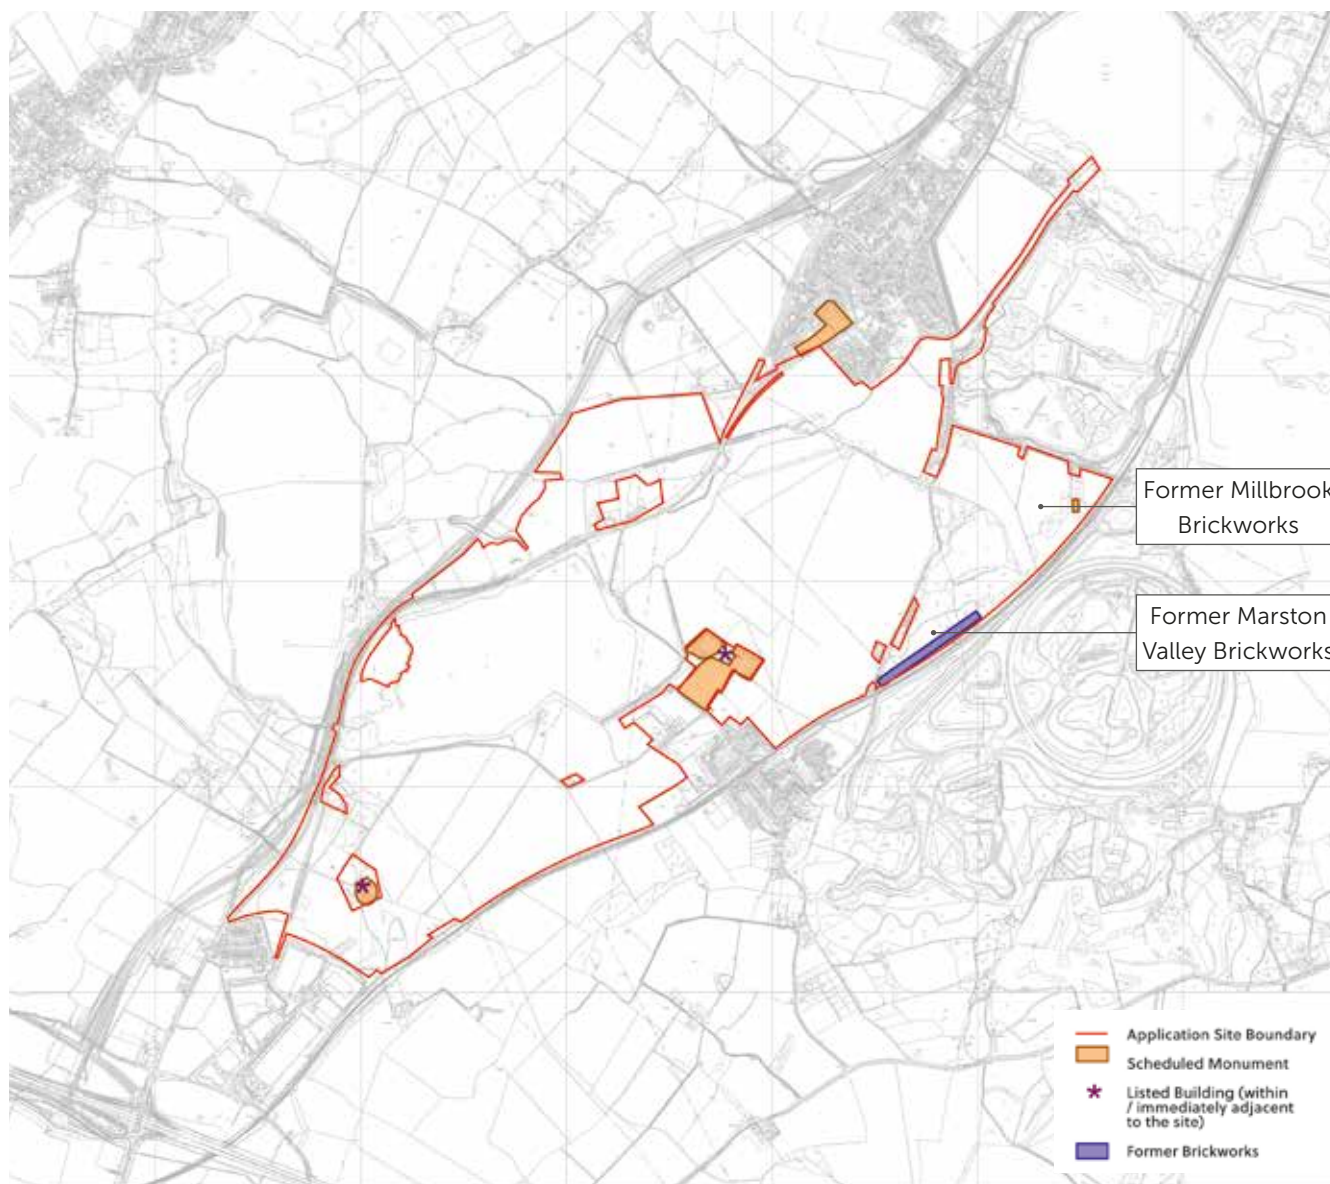 Former Millbrook
Brickworks
Former Marston
Valley Brickworks
Application Site Boundary
Scheduled Monument
Listed Building (within
/ immediately adjacent
to the site)
Former Brickworks